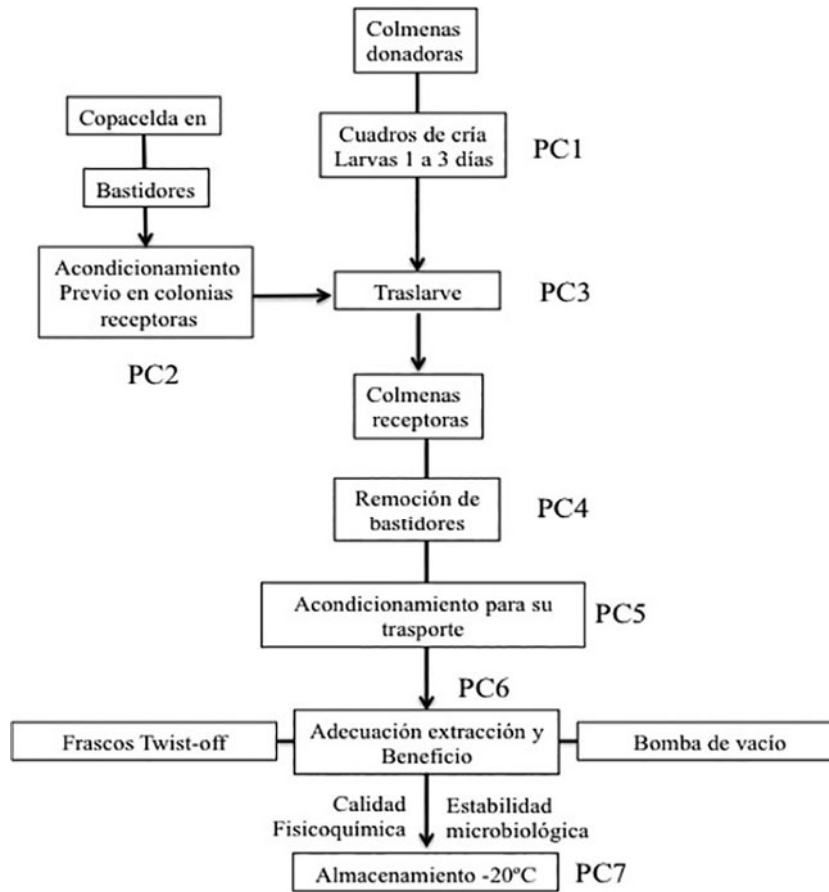 Colmenas
donadoras
Copacelda en
Cuadros de cría
Larvas 1 a 3 días
PC1
Bastidores
Acondicionamiento
Previo en colonias
receptoras
Traslarve
PC3
PC2
Colmenas
receptoras
Remoción de
bastidores
PC4
Acondicionamiento para su
trasporte
PC5
PC6
Frascos Twist-off
Adecuación extracción y
Beneficio
Bomba de vacío
Calidad
Fisicoquímica
Estabilidad
microbiológica
Almacenamiento -20ºC
PC7